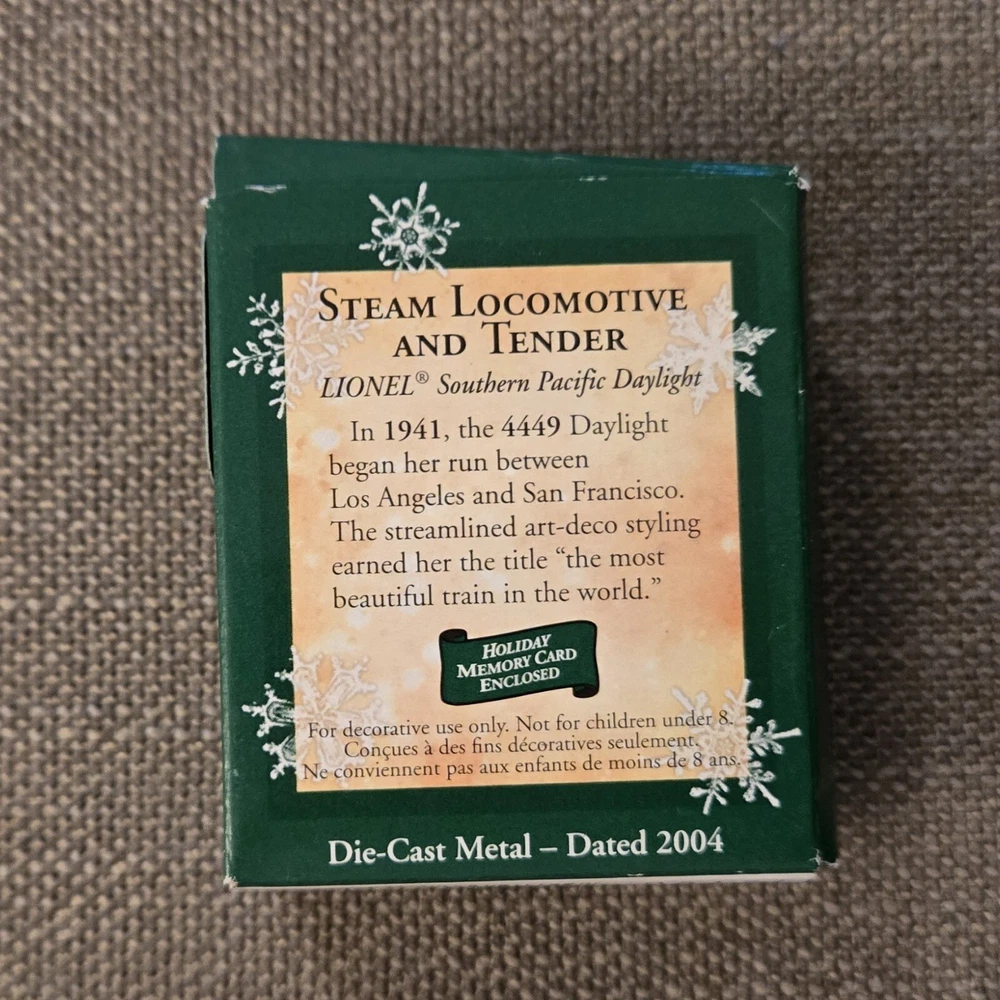 STEAM LOCOMOTIVE
AND TENDER
LIONEL® Southern Pacific Daylight
In 1941, the 4449 Daylight
began her run between
Los Angeles and San Francisco.
The streamlined art-deco styling
earned her the title “the most
beautiful train in the world.”
HOLIDAY
MEMORY CARD
ENCLOSED
For decorative use only. Not for children under 8.
Conçues à des fins décoratives seulement.
Ne conviennent pas aux enfants de moins de 8 ans.
Die-Cast Metal – Dated 2004